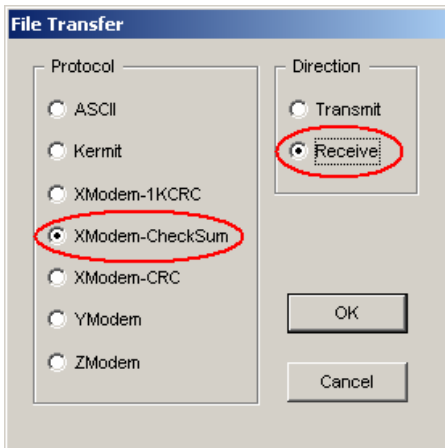 File Transfer
Protocol
ASCII
Kermit
XModem-1KCRC
XModem-CheckSum
XModem-CRC
YModem
ZModem
Direction
Transmit
Receive
OK
Cancel